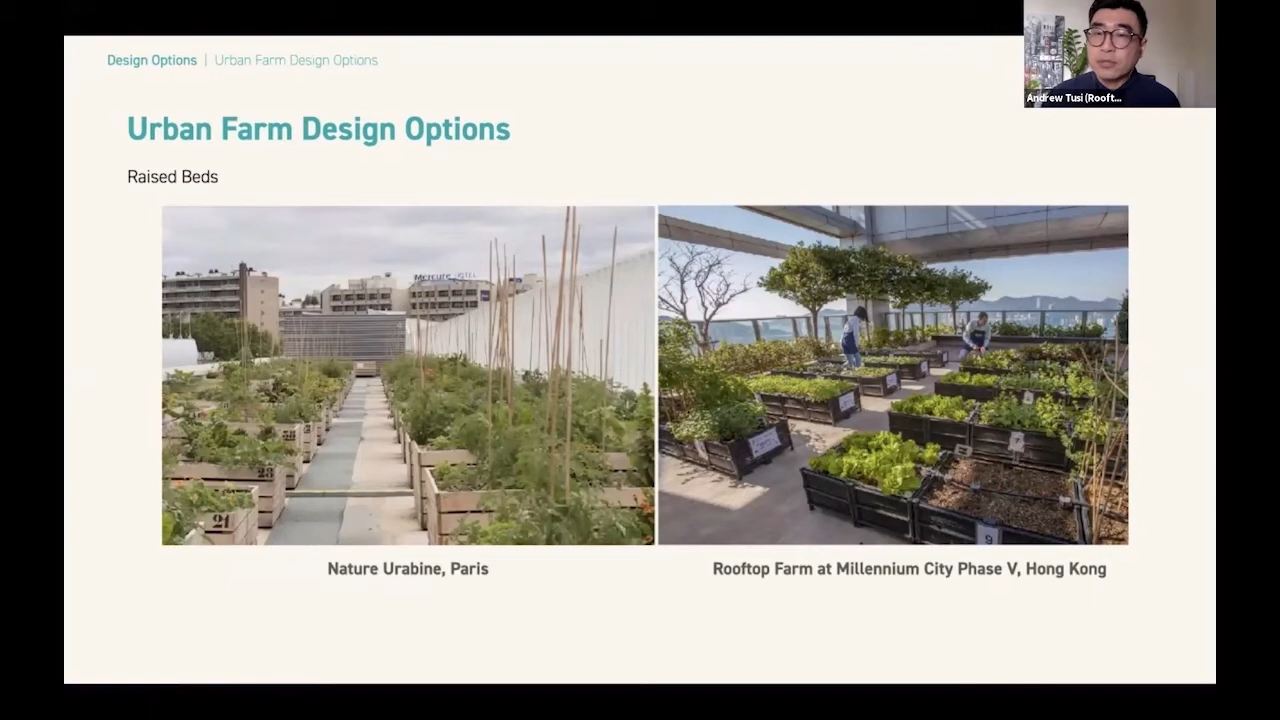 Design Options | Urban Farm Design Options
Andrew Tusi (Rooft...
Urban Farm Design Options
Raised Beds
Mercure
21
9
Nature Urabine, Paris
Rooftop Farm at Millennium City Phase V, Hong Kong